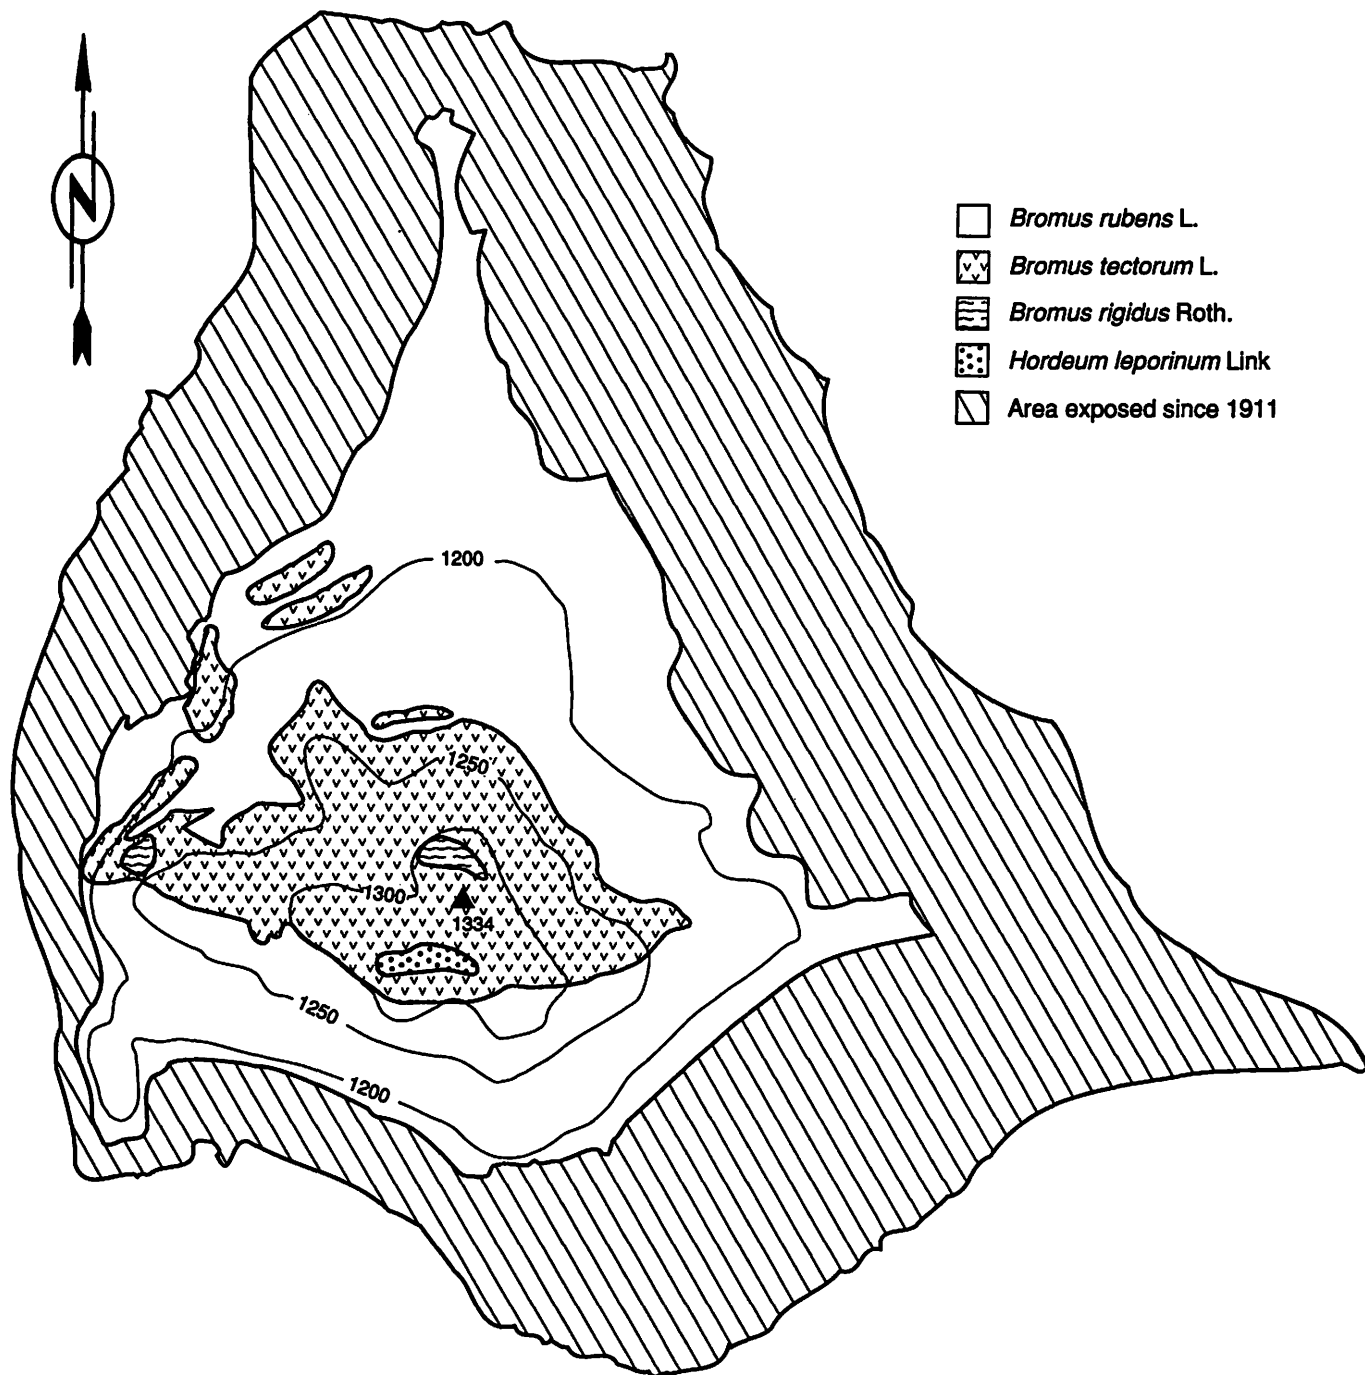 N
Bromus rubens L.
Bromus tectorum L.
Bromus rigidus Roth.
Hordeum leporinum Link
Area exposed since 1911
1200
1250
1300
1334
1250
1200